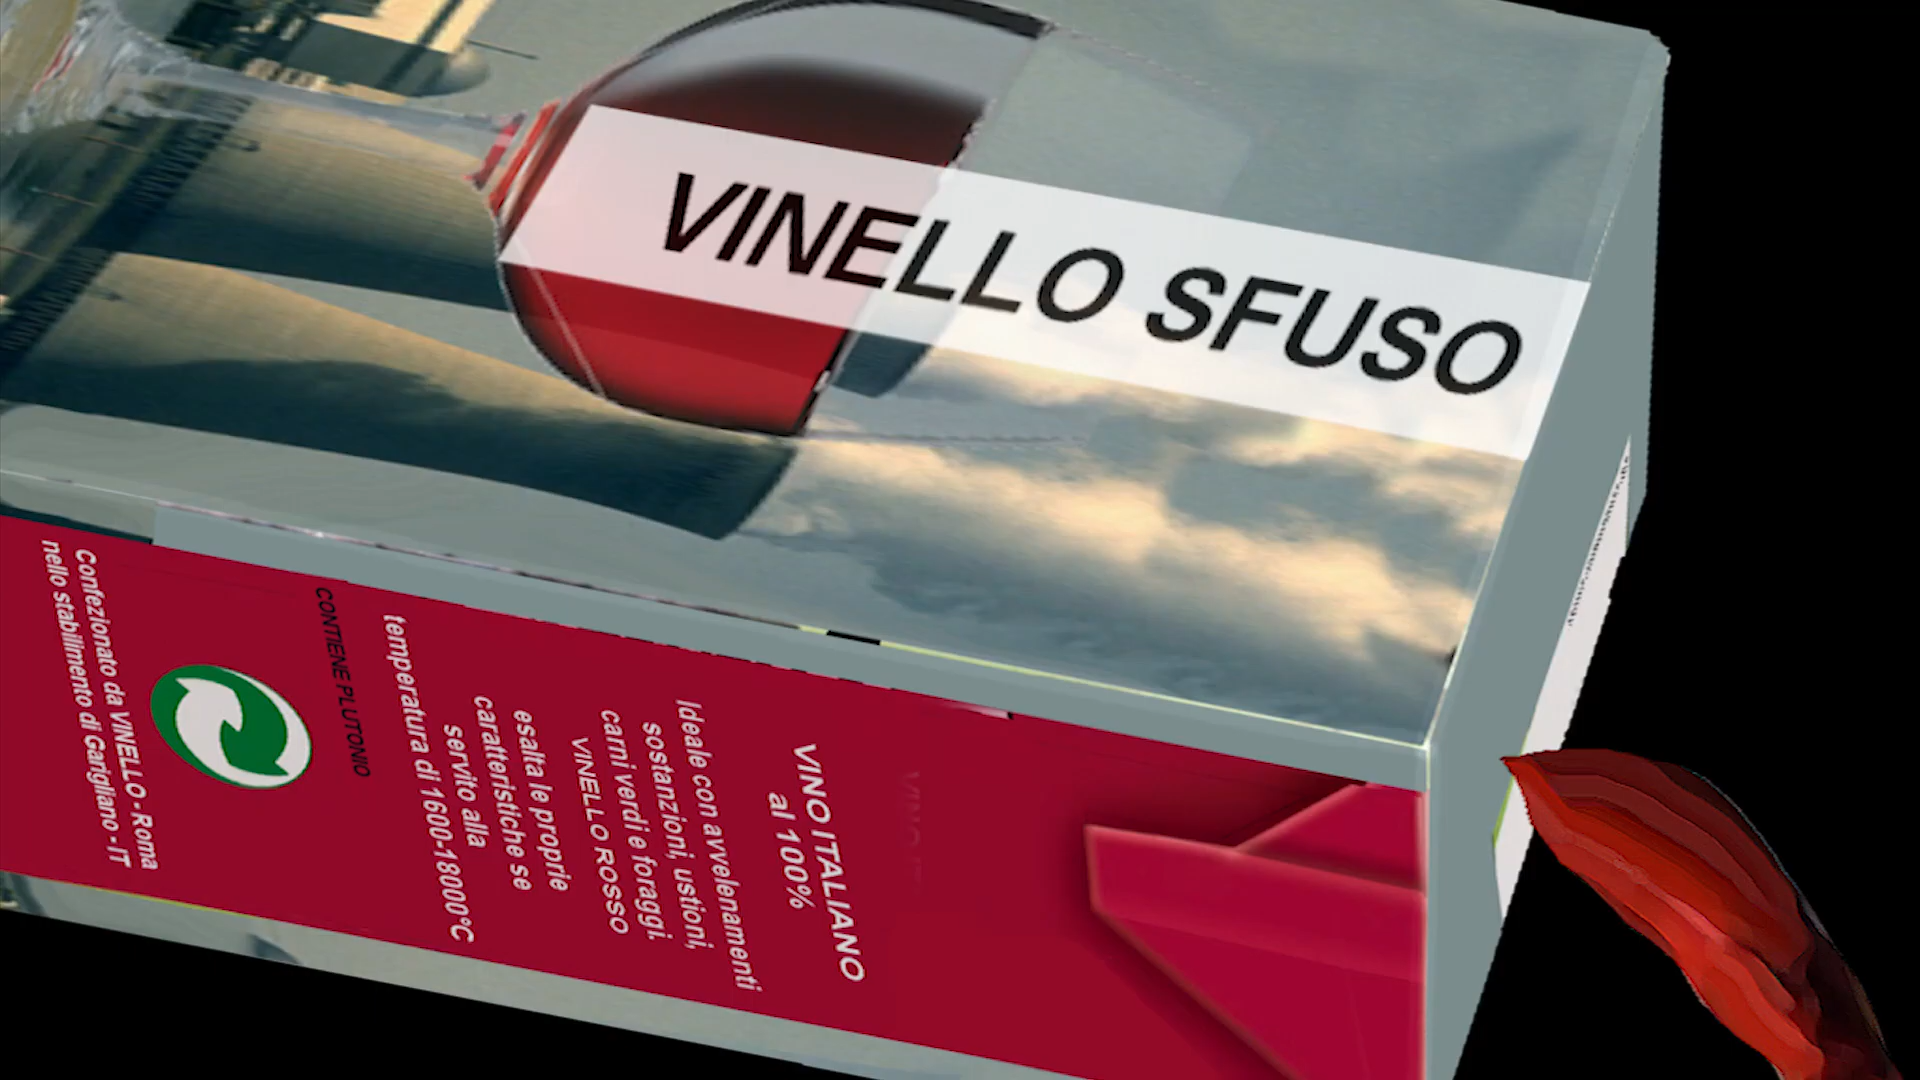 VINELLO SFUSO
VINO ITALIANO
al 100%
Ideale con avvelenamenti
sostanzioni, ustioni,
carni verdi e foraggi.
VINELLO ROSSO
esalta le proprie
caratteristiche se
servito alla
temperatura di 1600-18000°C
CONTIENE PLUTONIO
Confezionato da VINELLO - Roma
nello stabilimento di Garigliano - IT